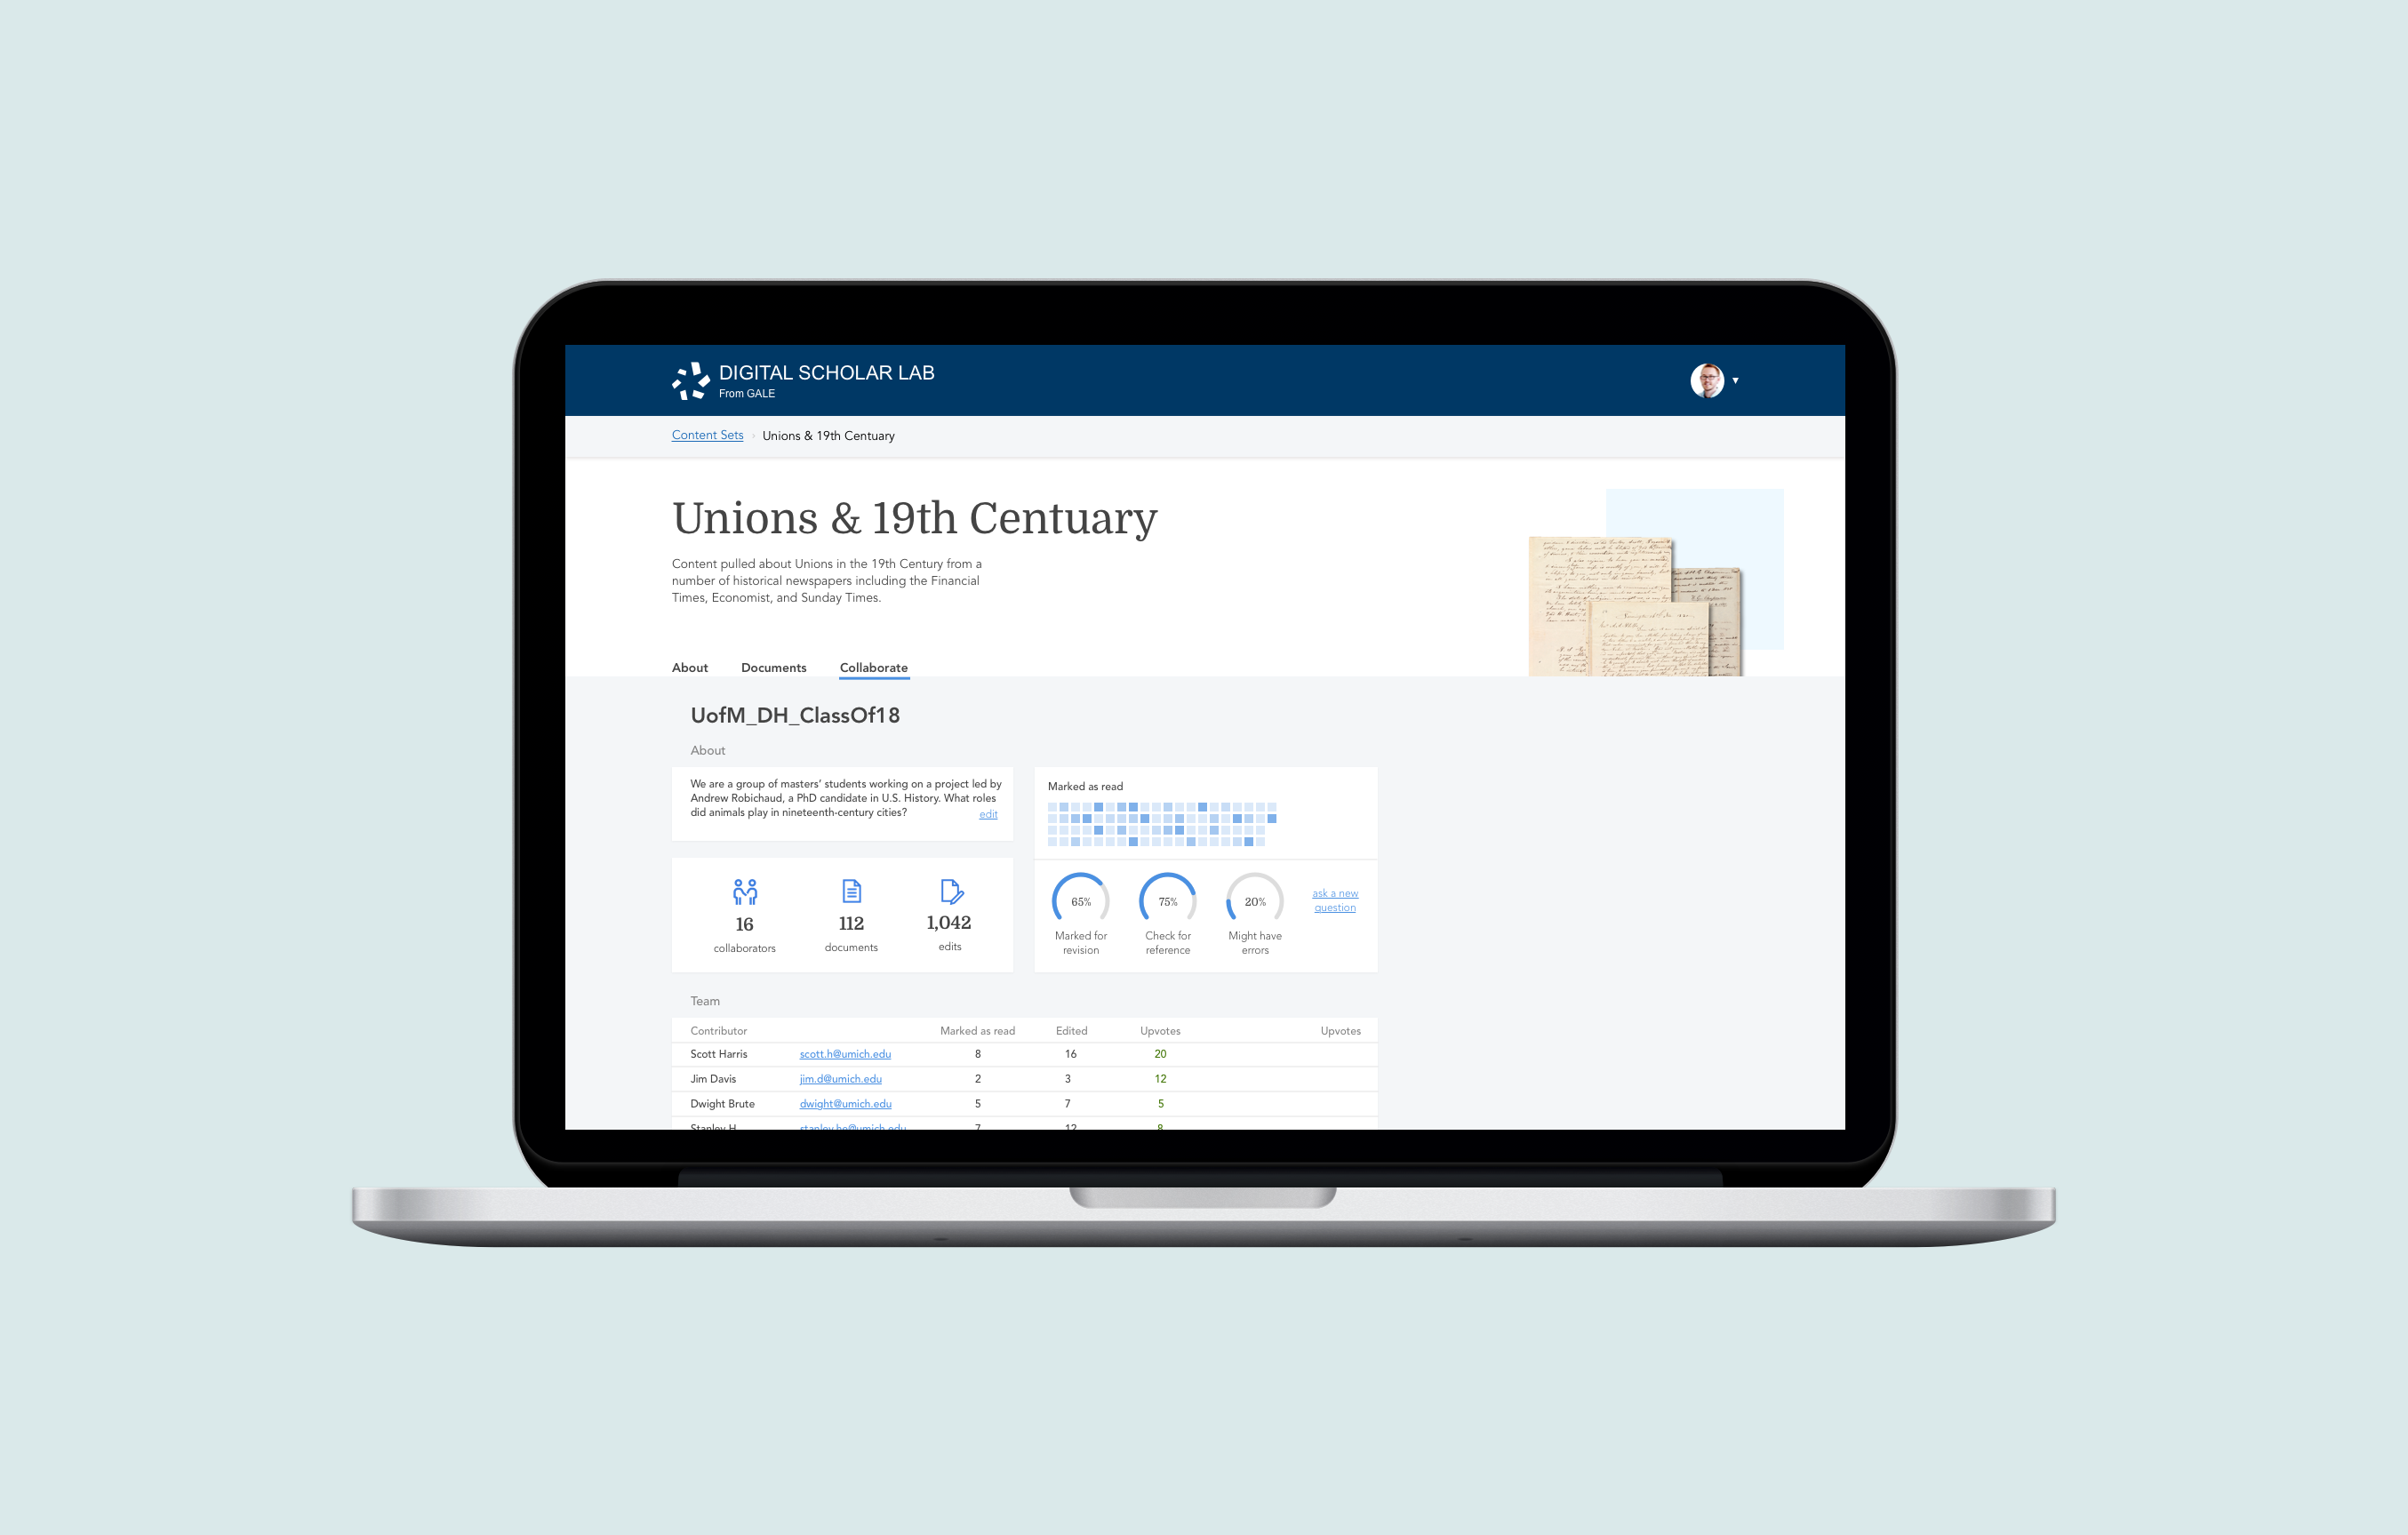 DIGITAL SCHOLAR LAB
From GALE
Content Sets › Unions & 19th Centuary
Unions & 19th Centuary
Content pulled about Unions in the 19th Century from a
number of historical newspapers including the Financial
Times, Economist, and Sunday Times.
About Documents Collaborate
UofM_DH_ClassOf18
About
We are a group of masters' students working on a project led by
Andrew Robichaud, a PhD candidate in U.S. History. What roles
did animals play in nineteenth-century cities?
edit
16
collaborators
112
documents
1,042
edits
Marked as read
65%
Marked for
revision
75%
Check for
reference
20%
Might have
errors
ask a new
question
Team
Contributor Marked as read Edited Upvotes Upvotes
Scott Harris scott.h@umich.edu 8 16 20
Jim Davis jim.d@umich.edu 2 3 12
Dwight Brute dwight@umich.edu 5 7 5
Stanley H 7 12 8